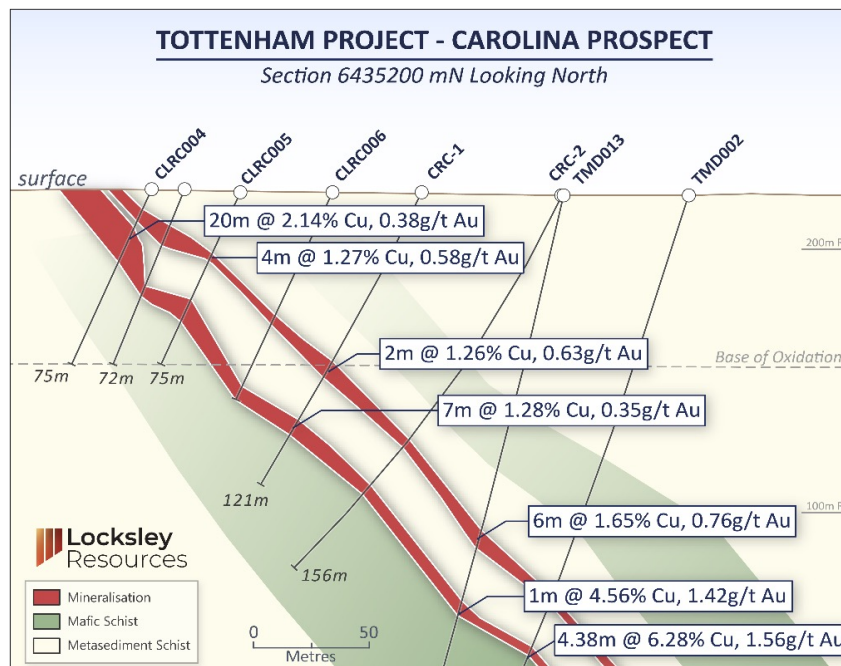 TOTTENHAM PROJECT - CAROLINA PROSPECT
Section 6435200 mN Looking North
surface
CLRC004
CLRC005
CLRC006
CRC-1
CRC-2
TMD013
TMD002
20m @ 2.14% Cu, 0.38g/t Au
200m R
4m @ 1.27% Cu, 0.58g/t Au
2m @ 1.26% Cu, 0.63g/t Au
Base of Oxidation
75m
72m
75m
7m @ 1.28% Cu, 0.35g/t Au
121m
100m R
6m @ 1.65% Cu, 0.76g/t Au
Locksley
Resources
156m
1m @ 4.56% Cu, 1.42g/t Au
Mineralisation
Mafic Schist
Metasediment Schist
0 50
Metres
4.38m @ 6.28% Cu, 1.56g/t Au